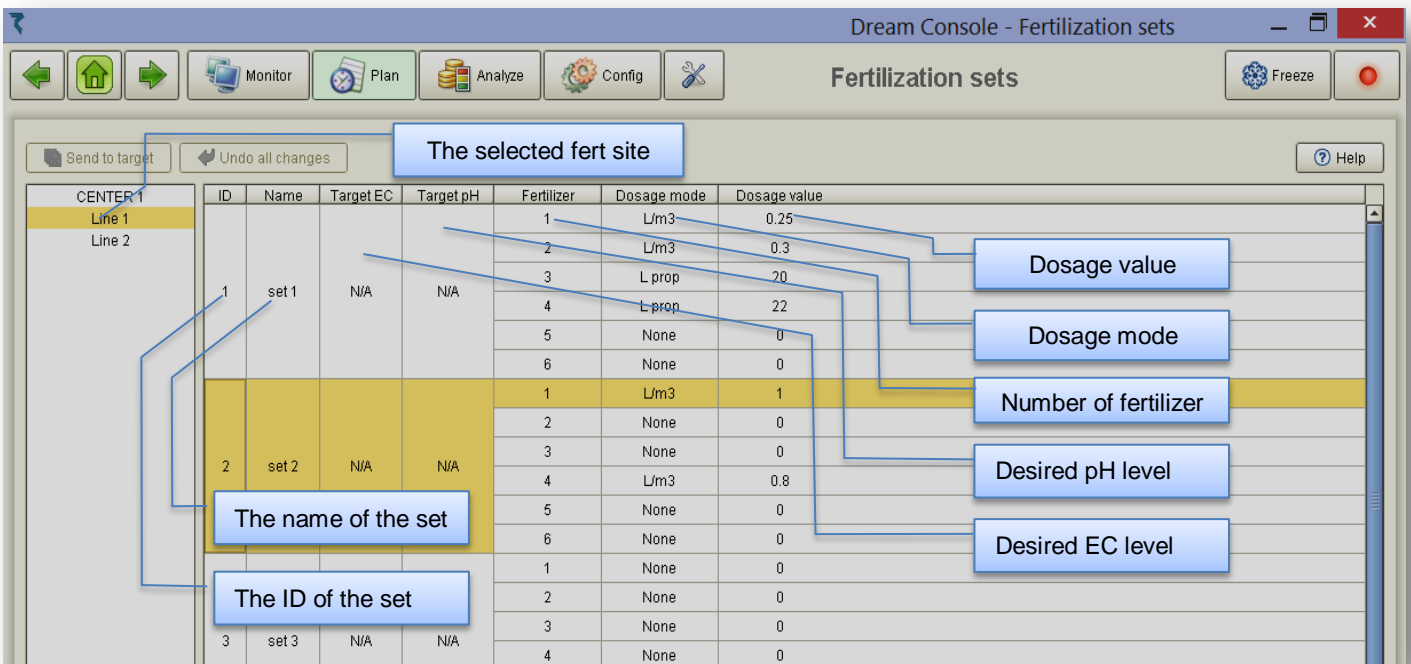 Dream Console - Fertilization sets
Monitor Plan Analyze Config Fertilization sets Freeze
Send to target Undo all changes The selected fert site Help
CENTER 1 ID Name Target EC Target pH Fertilizer Dosage mode Dosage value
Line 1 1 L/m3 0.25
Line 2 2 L/m3 0.3
Dosage value
3 L prop 20
1 set 1 N/A N/A
4 L prop 22
5 None 0
Dosage mode
6 None 0
1 L/m3 1
Number of fertilizer
2 None 0
3 None 0
2 set 2 N/A N/A
Desired pH level
4 L/m3 0.8
5 None 0
The name of the set
6 None 0
Desired EC level
1 None 0
2 None 0
The ID of the set
3 None 0
3 set 3 N/A N/A
4 None 0